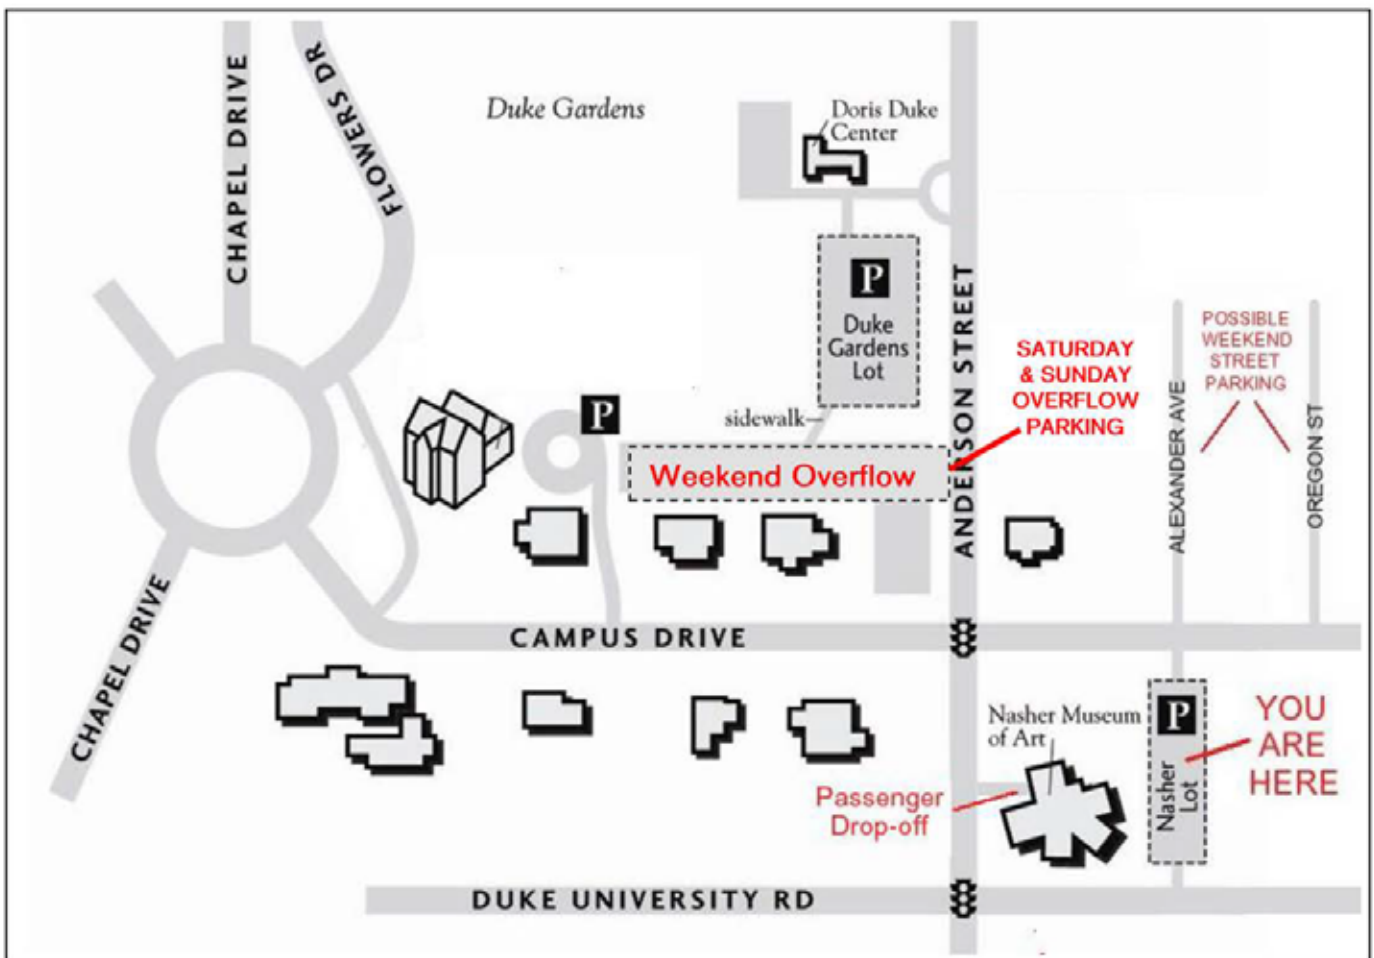 CHAPEL DRIVE
FLOWERS DR
Duke Gardens
Doris Duke
Center
P
Duke
Gardens
Lot
ANDERSON STREET
SATURDAY
& SUNDAY
OVERFLOW
PARKING
POSSIBLE
WEEKEND
STREET
PARKING
ALEXANDER AVE
OREGON ST
P
sidewalk
Weekend Overflow
CHAPEL DRIVE
CAMPUS DRIVE
Nasher Museum
of Art
P
Nasher
Lot
YOU
ARE
HERE
Passenger
Drop-off
DUKE UNIVERSITY RD